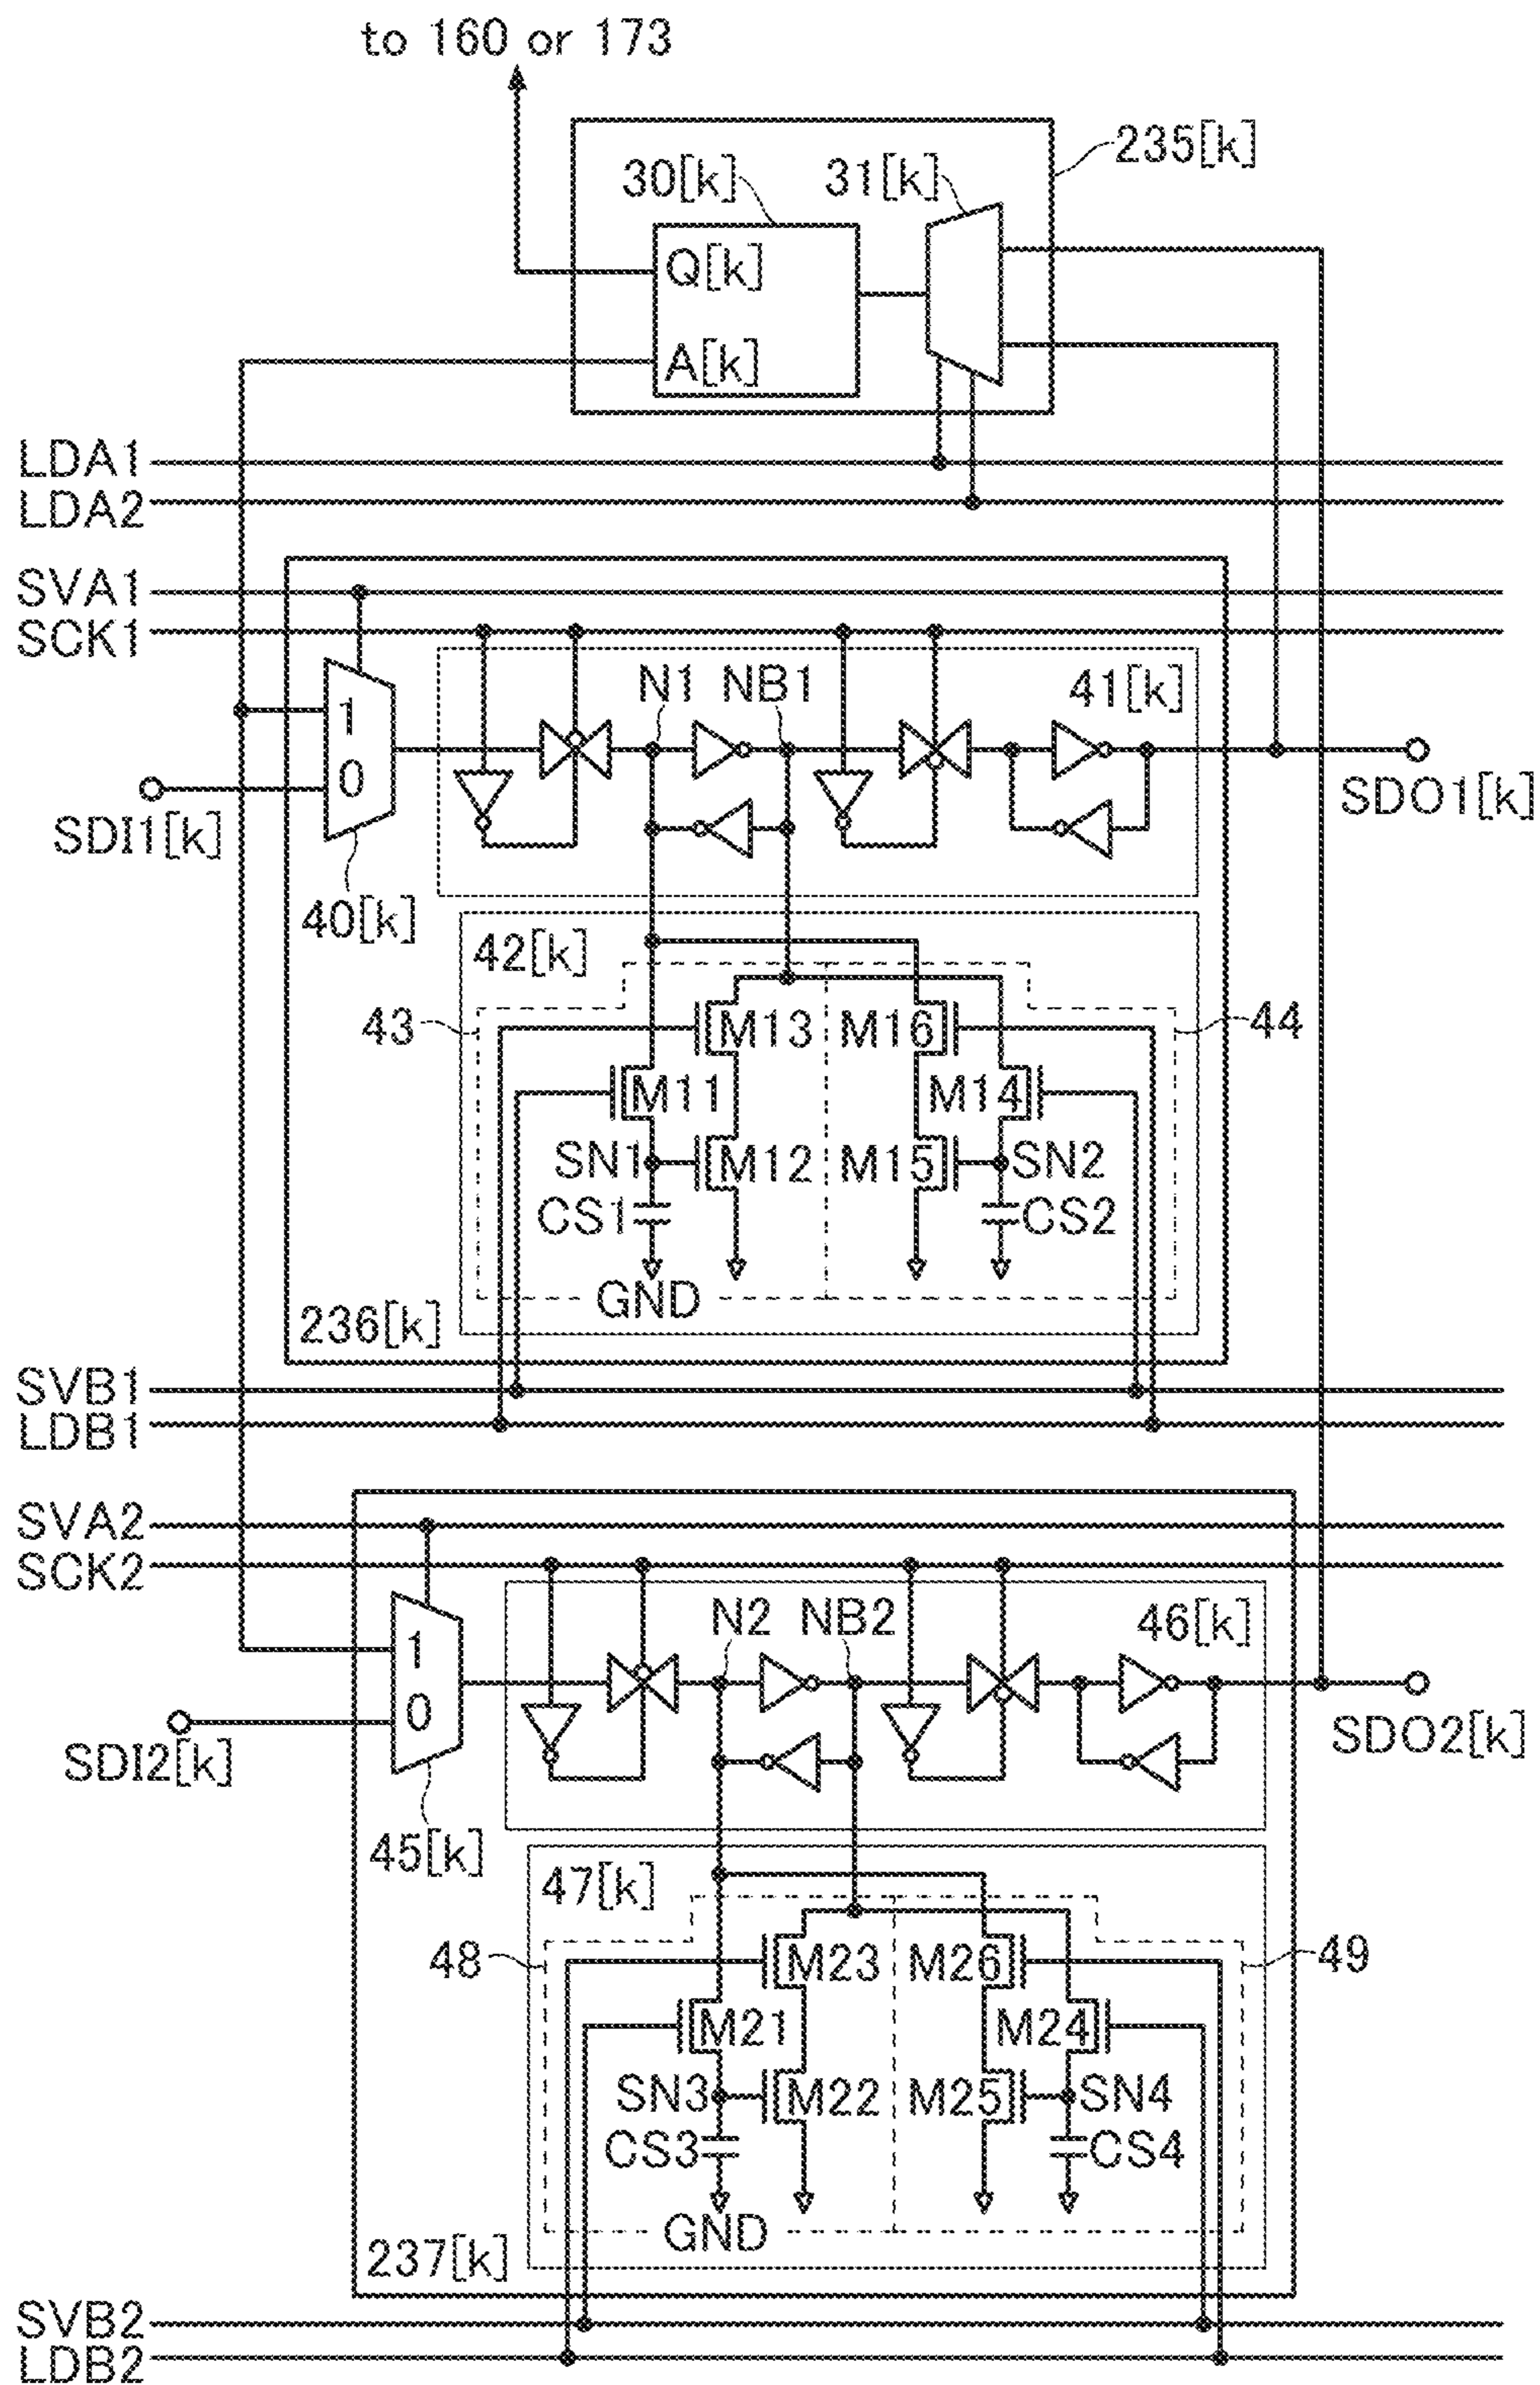 to 160 or 173
235[k]
30[k]
31[k]
Q[k]
A[k]
LDA1
LDA2
SVA1
SCK1
N1
NB1
41[k]
1
0
SDI1[k]
SDO1[k]
40[k]
42[k]
43
M13
M16
44
M11
M14
SN1
M12
M15
SN2
CS1
CS2
GND
236[k]
SVB1
LDB1
SVA2
SCK2
N2
NB2
46[k]
1
0
SDI2[k]
SDO2[k]
45[k]
47[k]
48
M23
M26
49
M21
M24
SN3
M22
M25
SN4
CS3
CS4
GND
237[k]
SVB2
LDB2